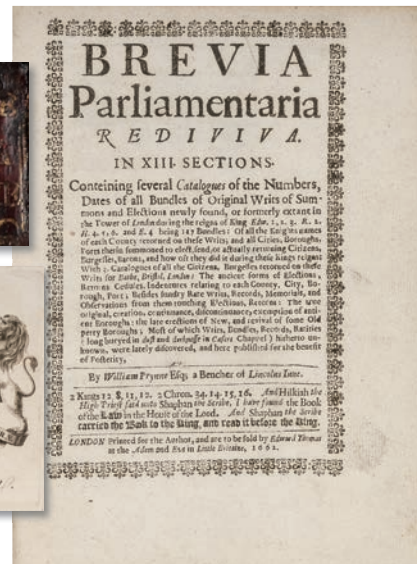 BREVIA
Parliamentaria
REDIVIVA.
IN XIII. SECTIONS.
Conteining several Catalogues of the Numbers,
Dates of all Bundles of Original Writs of Sum-
mons and Elections newly found, or formerly extant in
the Tower of London during the reigns of King Edw. 1, 2, 3. R. 2.
H. 4, 5, 6. and E. 4 being 117 Bundles: Of all the Knights names
of each County returned on these Writs; and all Cities, Boroughs,
Ports therin summoned to elect, send, or actually returning Citizens,
Burgesses, Barons, and how oft they did it during these Kings reigns:
With Catalogues of all the Citizens, Burgesses returned on these
Writs for Bathe, Bristol, London: The ancient forms of Elections,
Returns Cedules, Indentures relating to each County, City, Bo-
rough, Port; Besides sundry Rare Writs, Records, Memorials, and
Observations from them touching Elections, Returns: The true
original, creation, continuance, discontinuance, exemption of anti-
ent Boroughs: the late erections of New, and revival of some Old
petty Boroughs; Most of which Writs, Bundles, Records, Rarities
(long buryed in dust and darknesse in Cæsars Chappel) hitherto un-
known, were lately discovered, and here published for the benefit
of Posterity,
By William Prynne Esq; a Bencher of Lincolns Inne.
2 Kings 12 8, 11, 12. 2 Chron. 34. 14. 15, 16. And Hilkiah the
High Priest said unto Shaphan the Scribe, I have found the Book
of the Law in the House of the Lord. And Shaphan the Scribe
carried the Book to the King, and read it before the King.
LONDON Printed for the Author, and are to be sold by Edward Thomas
at the Adam and Eve in Little Britaine, 1662.